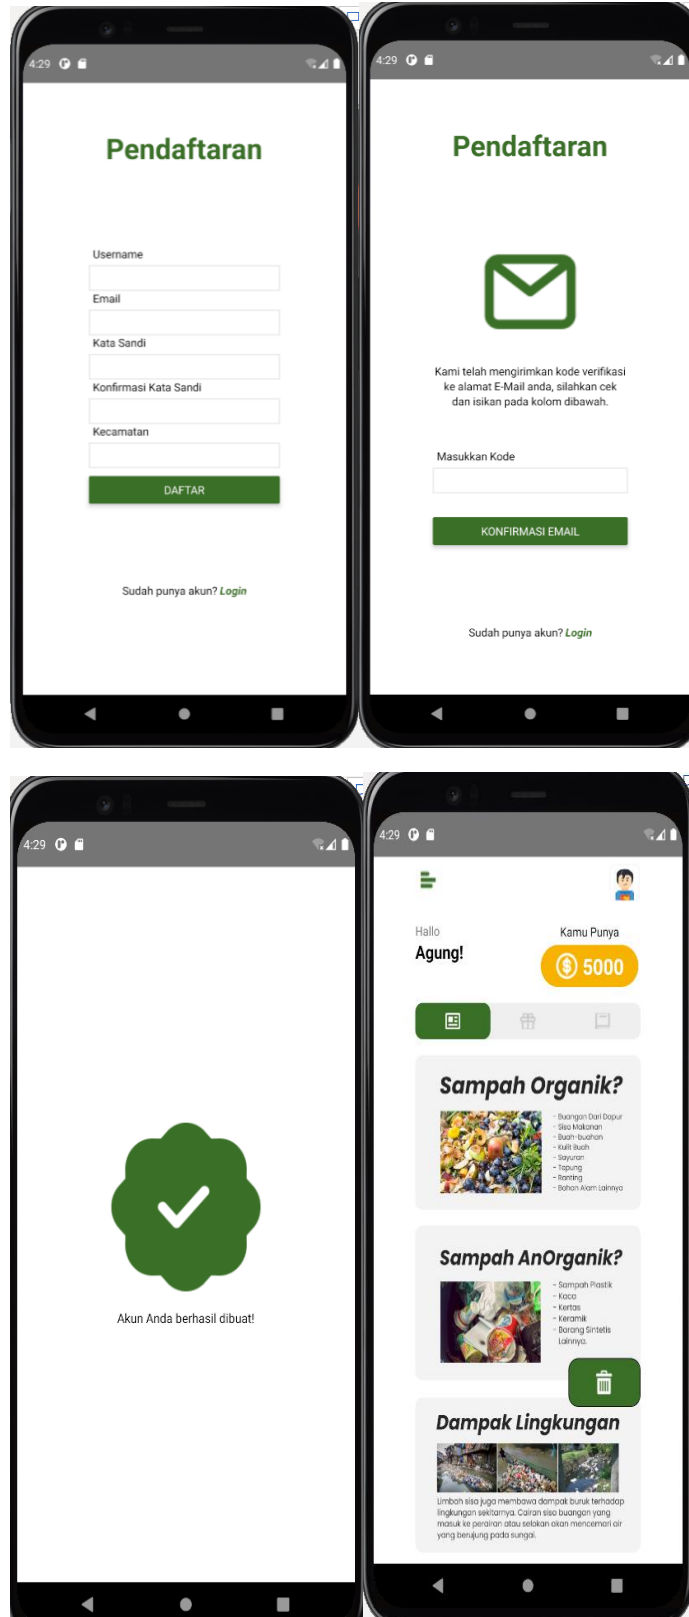 4:29
Pendaftaran
Username
Email
Kata Sandi
Konfirmasi Kata Sandi
Kecamatan
DAFTAR
Sudah punya akun? Login
4:29
Pendaftaran
Kami telah mengirimkan kode verifikasi
ke alamat E-Mail anda, silahkan cek
dan isikan pada kolom dibawah.
Masukkan Kode
KONFIRMASI EMAIL
Sudah punya akun? Login
4:29
Akun Anda berhasil dibuat!
4:29
Hallo
Agung!
Kamu Punya
5000
Sampah Organik?
- Buangan Dari Dapur
- Sisa Makanan
- Buah-buahan
- Kulit Buah
- Sayuran
- Tepung
- Ranting
- Bahan Alam Lainnya
Sampah AnOrganik?
- Sampah Plastik
- Kaca
- Kertas
- Keramik
- Barang Sintetis
Lainnya.
Dampak Lingkungan
Limbah sisa juga membawa dampak buruk terhadap
lingkungan sekitarnya. Cairan sisa buangan yang
masuk ke perairan atau selokan akan mencemari air
yang berujung pada sungai.